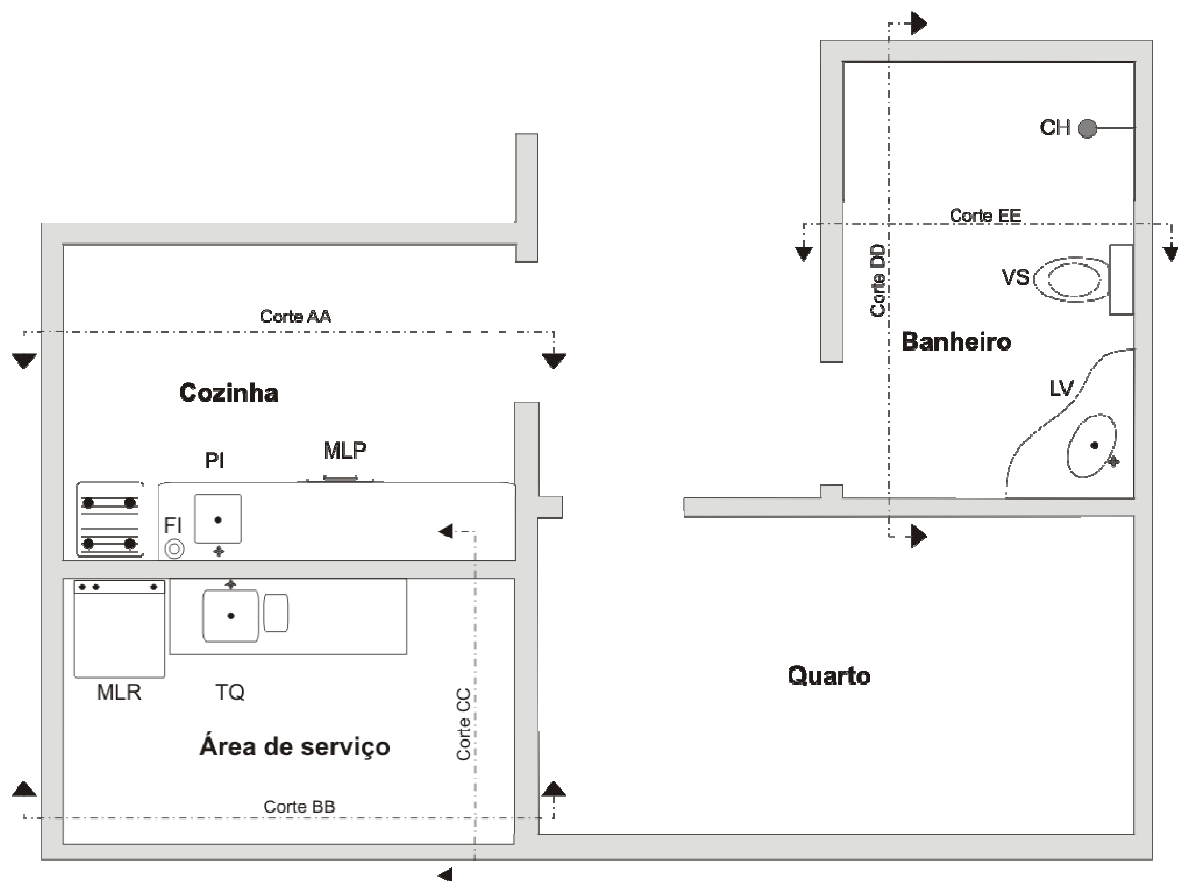 CH
Corte EE
Corte DD
VS
Banheiro
Corte AA
Cozinha
LV
PI
MLP
FI
MLR
TQ
Quarto
Corte CC
Área de serviço
Corte BB